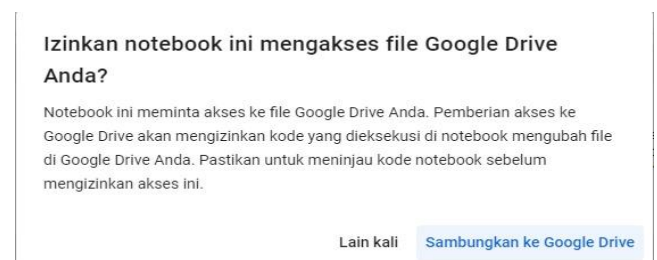 Izinkan notebook ini mengakses file Google Drive
Anda?
Notebook ini meminta akses ke file Google Drive Anda. Pemberian akses ke
Google Drive akan mengizinkan kode yang dieksekusi di notebook mengubah file
di Google Drive Anda. Pastikan untuk meninjau kode notebook sebelum
mengizinkan akses ini.
Lain kali Sambungkan ke Google Drive